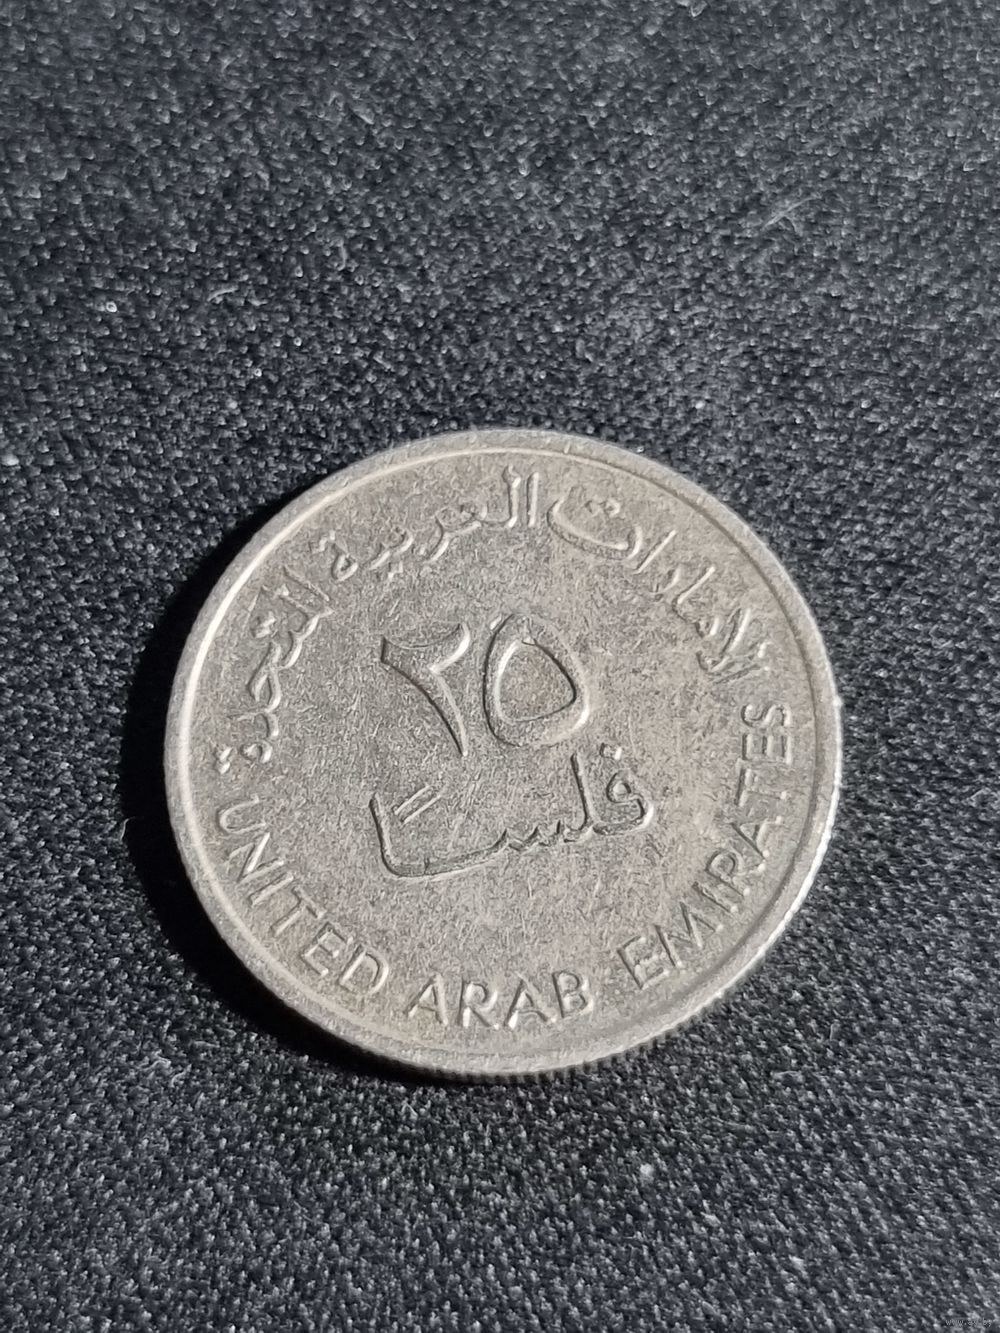 الإمارات العربية المتحدة
٢٥
فلسا
UNITED ARAB EMIRATES